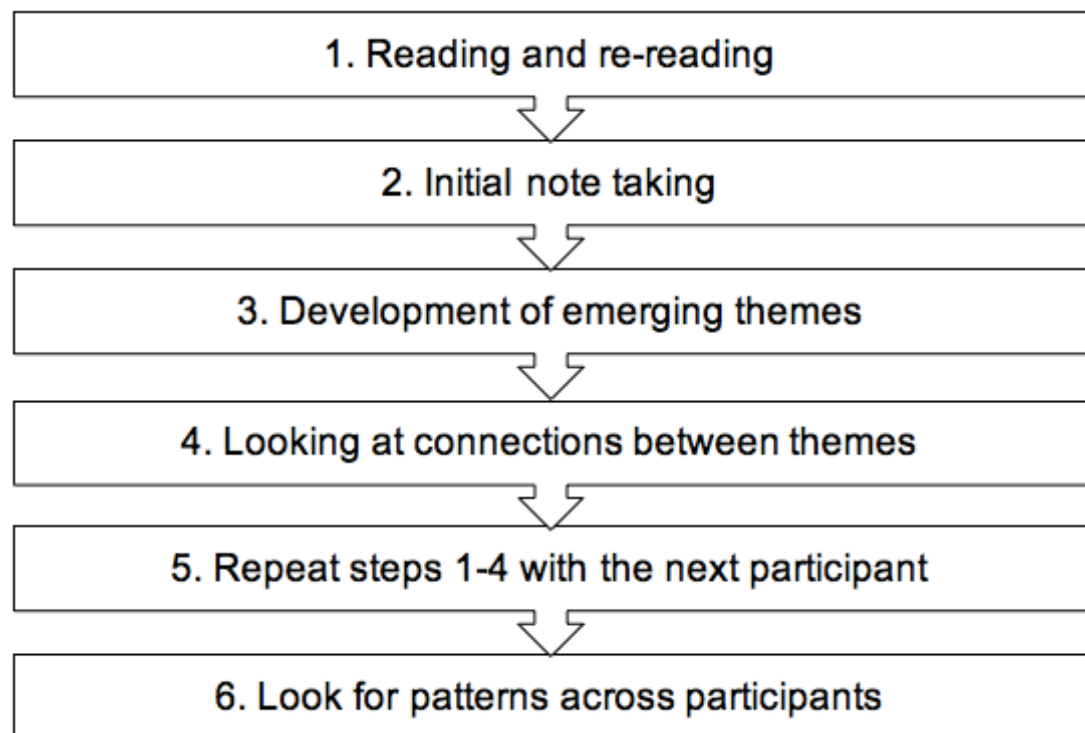 1. Reading and re-reading
2. Initial note taking
3. Development of emerging themes
4. Looking at connections between themes
5. Repeat steps 1-4 with the next participant
6. Look for patterns across participants